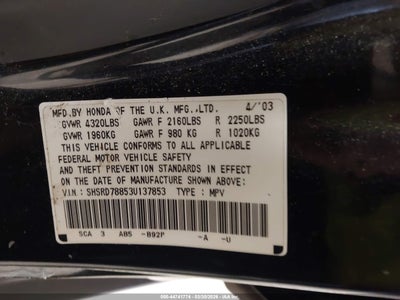 MFD.BY HONDA OF THE U.K. MFG.,LTD. 4/'03
GVWR 4320LBS GAWR F 2160LBS R 2250LBS
GVWR 1960KG GAWR F 980 KG R 1020KG
THIS VEHICLE CONFORMS TO ALL APPLICABLE
FEDERAL MOTOR VEHICLE SAFETY
AND THEFT PREVENTION STANDARDS IN EFFECT
ON THE DATE OF MANUFACTURE SHOWN ABOVE:
V.I.N.: SHSRD78853U137853 TYPE : MPV
SCA 3 AB5 -B92P -A -U